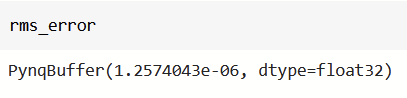 rms_error
PynqBuffer(1.2574043e-06, dtype=float32)